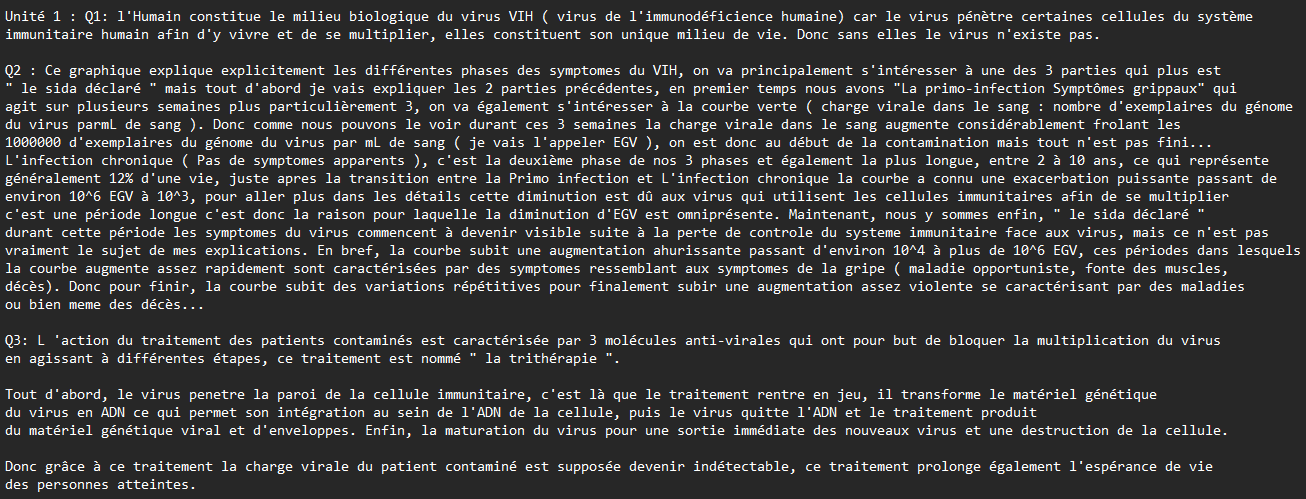 Unité 1 : Q1: l'Humain constitue le milieu biologique du virus VIH ( virus de l'immunodéficience humaine) car le virus pénètre certaines cellules du système
immunitaire humain afin d'y vivre et de se multiplier, elles constituent son unique milieu de vie. Donc sans elles le virus n'existe pas.
Q2 : Ce graphique explique explicitement les différentes phases des symptomes du VIH, on va principalement s'intéresser à une des 3 parties qui plus est
" le sida déclaré " mais tout d'abord je vais expliquer les 2 parties précédentes, en premier temps nous avons "La primo-infection Symptômes grippaux" qui
agit sur plusieurs semaines plus particulièrement 3, on va également s'intéresser à la courbe verte ( charge virale dans le sang : nombre d'exemplaires du génome
du virus parmL de sang ). Donc comme nous pouvons le voir durant ces 3 semaines la charge virale dans le sang augmente considérablement frolant les
1000000 d'exemplaires du génome du virus par mL de sang ( je vais l'appeler EGV ), on est donc au début de la contamination mais tout n'est pas fini...
L'infection chronique ( Pas de symptomes apparents ), c'est la deuxième phase de nos 3 phases et également la plus longue, entre 2 à 10 ans, ce qui représente
généralement 12% d'une vie, juste apres la transition entre la Primo infection et L'infection chronique la courbe a connu une exacerbation puissante passant de
environ 10^6 EGV à 10^3, pour aller plus dans les détails cette diminution est dû aux virus qui utilisent les cellules immunitaires afin de se multiplier
c'est une période longue c'est donc la raison pour laquelle la diminution d'EGV est omniprésente. Maintenant, nous y sommes enfin, " le sida déclaré "
durant cette période les symptomes du virus commencent à devenir visible suite à la perte de controle du systeme immunitaire face aux virus, mais ce n'est pas
vraiment le sujet de mes explications. En bref, la courbe subit une augmentation ahurissante passant d'environ 10^4 à plus de 10^6 EGV, ces périodes dans lesquels
la courbe augmente assez rapidement sont caractérisées par des symptomes ressemblant aux symptomes de la gripe ( maladie opportuniste, fonte des muscles,
décès). Donc pour finir, la courbe subit des variations répétitives pour finalement subir une augmentation assez violente se caractérisant par des maladies
ou bien meme des décès...
Q3: L 'action du traitement des patients contaminés est caractérisée par 3 molécules anti-virales qui ont pour but de bloquer la multiplication du virus
en agissant à différentes étapes, ce traitement est nommé " la trithérapie ".
Tout d'abord, le virus penetre la paroi de la cellule immunitaire, c'est là que le traitement rentre en jeu, il transforme le matériel génétique
du virus en ADN ce qui permet son intégration au sein de l'ADN de la cellule, puis le virus quitte l'ADN et le traitement produit
du matériel génétique viral et d'enveloppes. Enfin, la maturation du virus pour une sortie immédiate des nouveaux virus et une destruction de la cellule.
Donc grâce à ce traitement la charge virale du patient contaminé est supposée devenir indétectable, ce traitement prolonge également l'espérance de vie
des personnes atteintes.